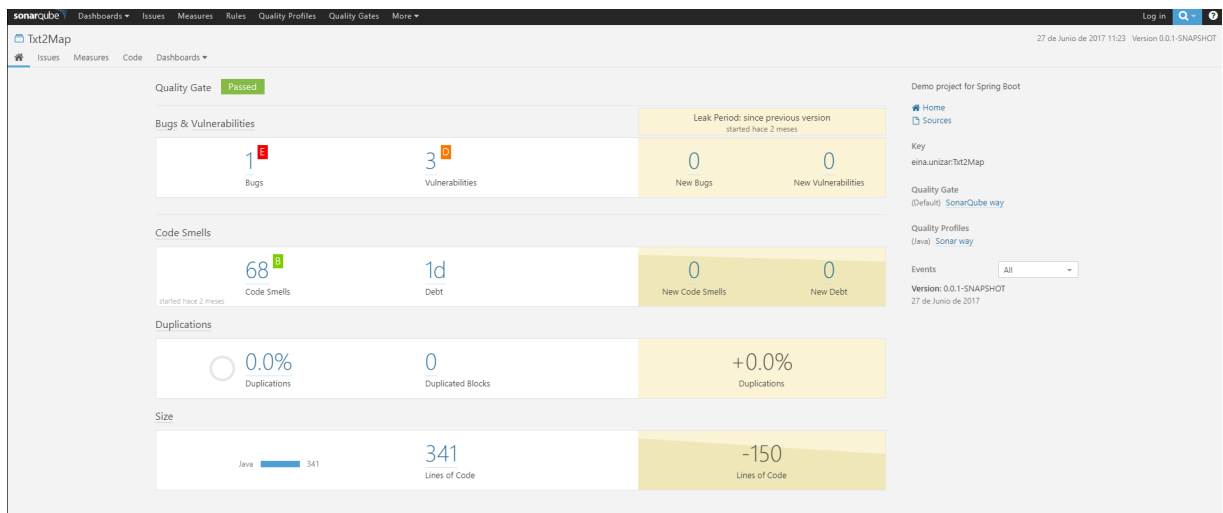 sonarqube Dashboards Issues Measures Rules Quality Profiles Quality Gates More Log in
Txt2Map 27 de Junio de 2017 11:23 Version 0.0.1-SNAPSHOT
Issues Measures Code Dashboards
Quality Gate Passed
Bugs & Vulnerabilities
Leak Period: since previous version
started hace 2 meses
1 E 3 D 0 0
Bugs Vulnerabilities New Bugs New Vulnerabilities
Code Smells
68 B 1d 0 0
Code Smells Debt New Code Smells New Debt
started hace 2 meses
Duplications
0.0% 0 +0.0%
Duplications Duplicated Blocks Duplications
Size
Java 341 341 -150
Lines of Code Lines of Code
Demo project for Spring Boot
Home
Sources
Key
eina.unizar:Txt2Map
Quality Gate
(Default) SonarQube way
Quality Profiles
(Java) Sonar way
Events All
Version: 0.0.1-SNAPSHOT
27 de Junio de 2017